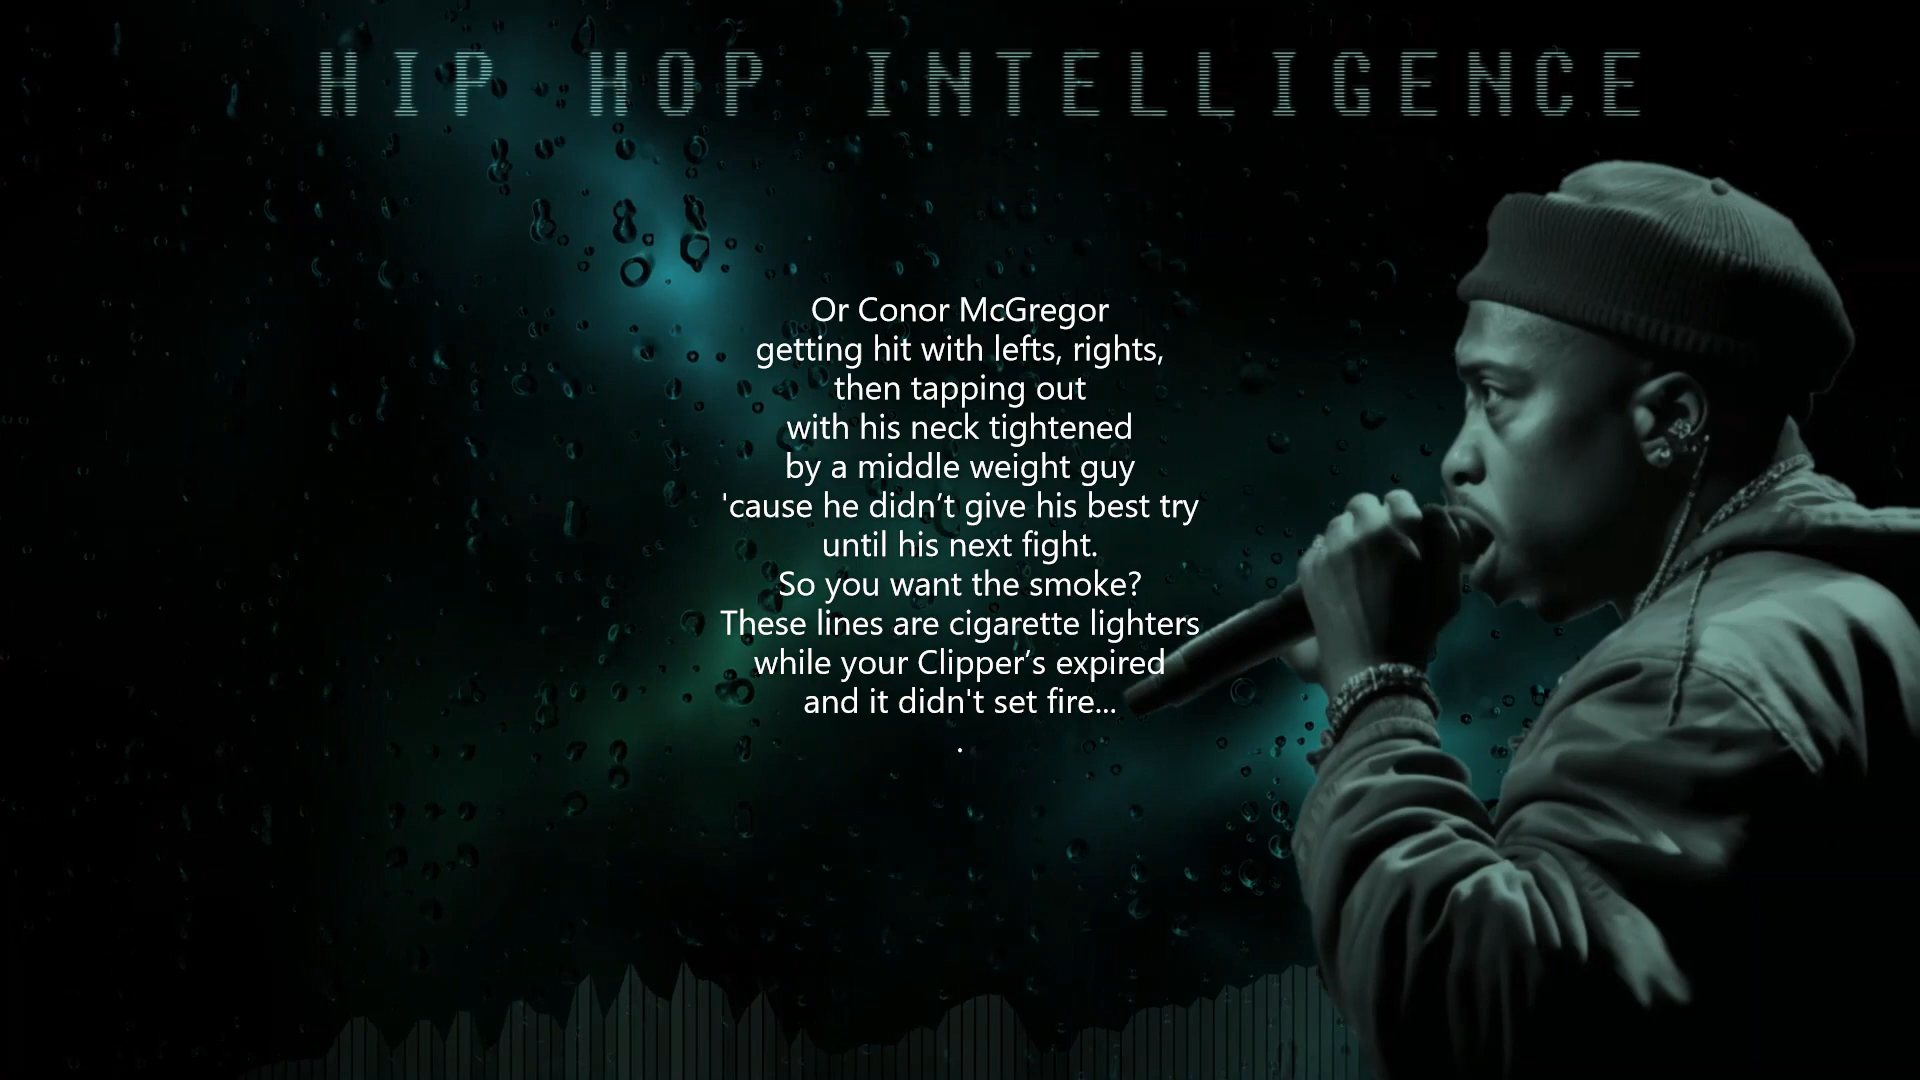 HIP HOP INTELLIGENCE
Or Conor McGregor
getting hit with lefts, rights,
then tapping out
with his neck tightened
by a middle weight guy
'cause he didn’t give his best try
until his next fight.
So you want the smoke?
These lines are cigarette lighters
while your Clipper’s expired
and it didn't set fire...
.